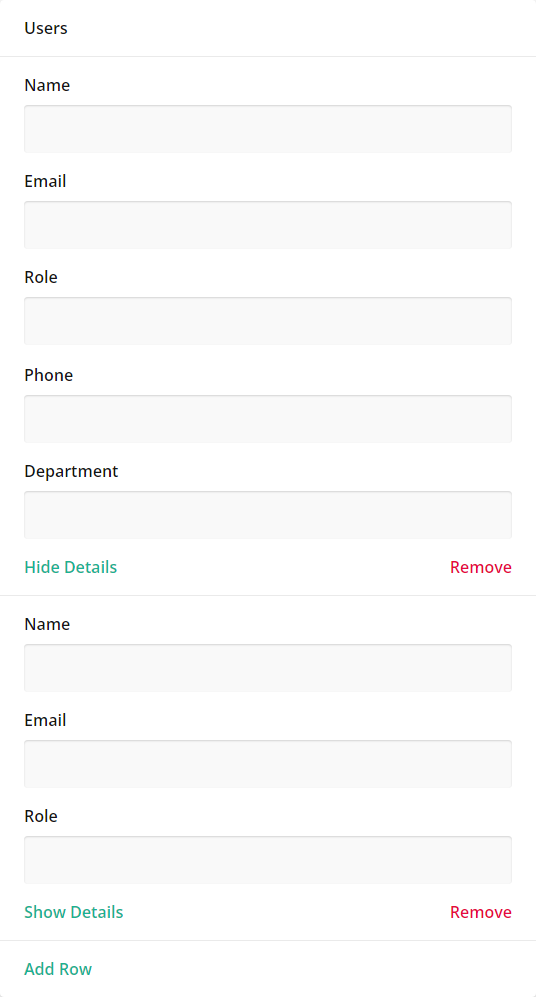 Users
Name
Email
Role
Phone
Department
Hide Details Remove
Name
Email
Role
Show Details Remove
Add Row